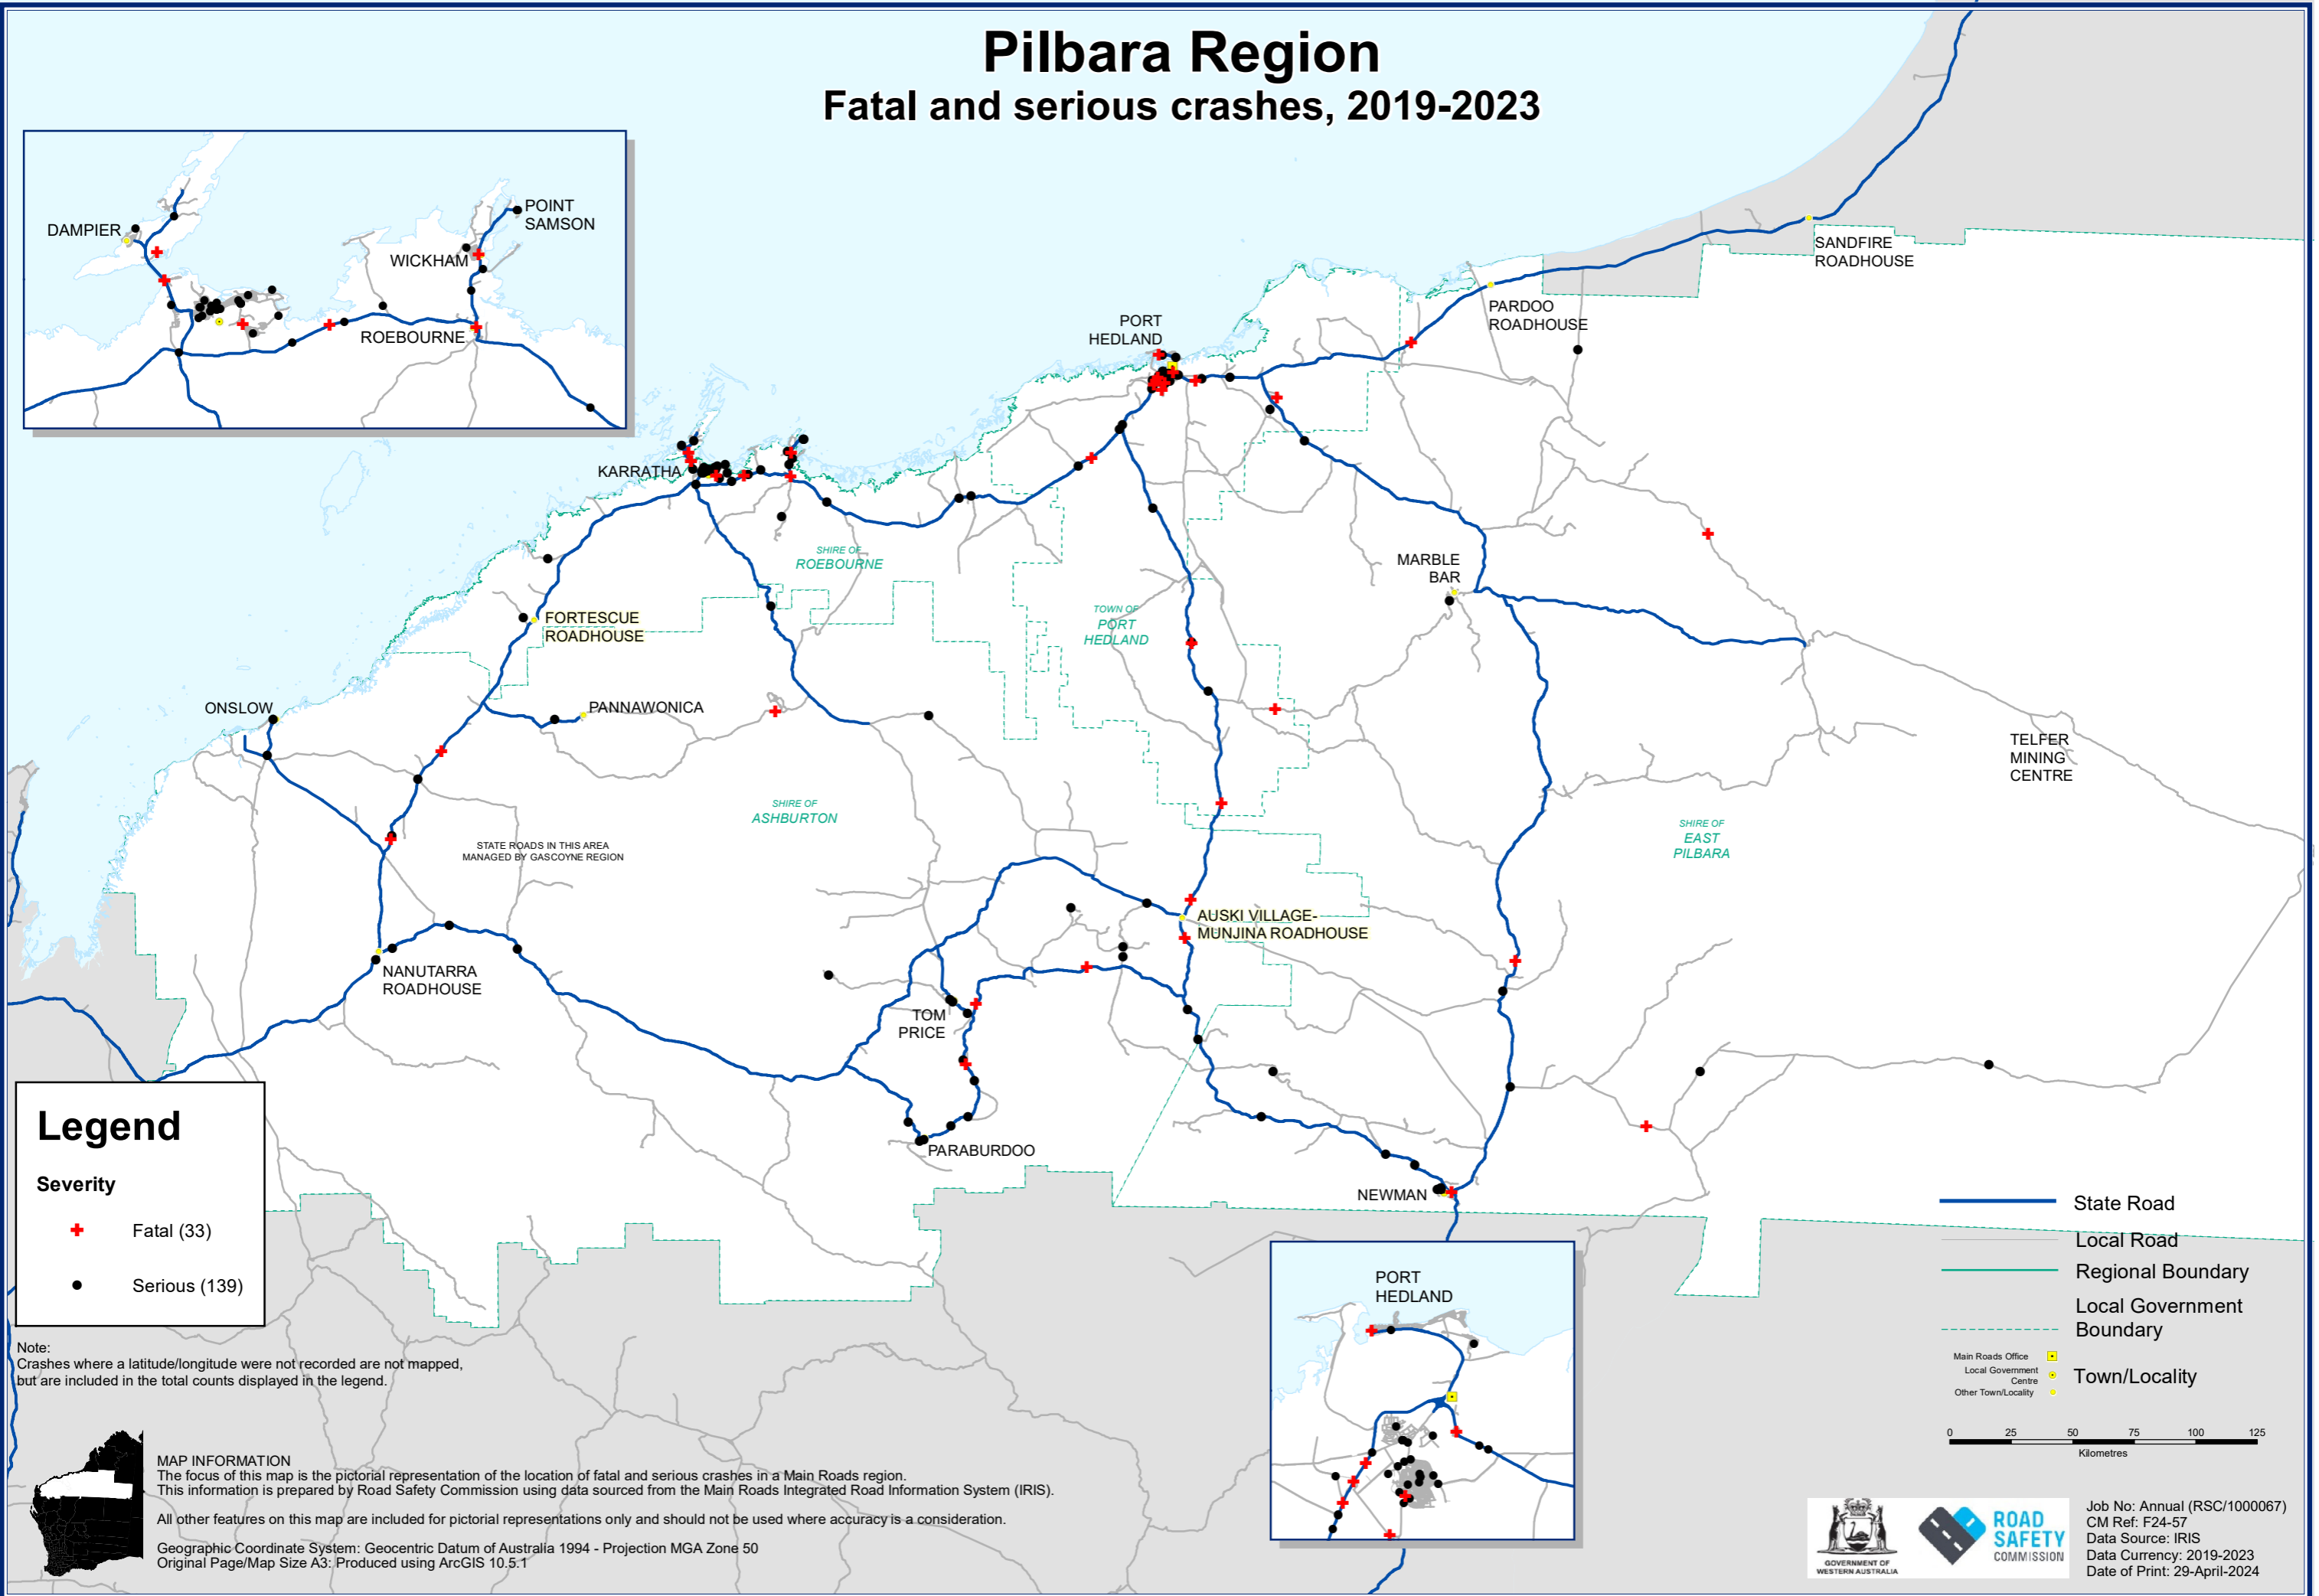 Pilbara Region
Fatal and serious crashes, 2019-2023
DAMPIER
POINT
SAMSON
WICKHAM
ROEBOURNE
SANDFIRE
ROADHOUSE
PARDOO
ROADHOUSE
PORT
HEDLAND
KARRATHA
SHIRE OF
ROEBOURNE
MARBLE
BAR
FORTESCUE
ROADHOUSE
TOWN OF
PORT
HEDLAND
ONSLOW
PANNAWONICA
TELFER
MINING
CENTRE
SHIRE OF
ASHBURTON
SHIRE OF
EAST
PILBARA
STATE ROADS IN THIS AREA
MANAGED BY GASCOYNE REGION
AUSKI VILLAGE-
MUNJINA ROADHOUSE
NANUTARRA
ROADHOUSE
TOM
PRICE
PARABURDOO
NEWMAN
Legend
Severity
Fatal (33)
Serious (139)
Note:
Crashes where a latitude/longitude were not recorded are not mapped,
but are included in the total counts displayed in the legend.
MAP INFORMATION
The focus of this map is the pictorial representation of the location of fatal and serious crashes in a Main Roads region.
This information is prepared by Road Safety Commission using data sourced from the Main Roads Integrated Road Information System (IRIS).
All other features on this map are included for pictorial representations only and should not be used where accuracy is a consideration.
Geographic Coordinate System: Geocentric Datum of Australia 1994 - Projection MGA Zone 50
Original Page/Map Size A3: Produced using ArcGIS 10.5.1
PORT
HEDLAND
State Road
Local Road
Regional Boundary
Local Government
Boundary
Main Roads Office
Local Government
Centre
Other Town/Locality
Town/Locality
0 25 50 75 100 125
Kilometres
GOVERNMENT OF
WESTERN AUSTRALIA
ROAD
SAFETY
COMMISSION
Job No: Annual (RSC/1000067)
CM Ref: F24-57
Data Source: IRIS
Data Currency: 2019-2023
Date of Print: 29-April-2024